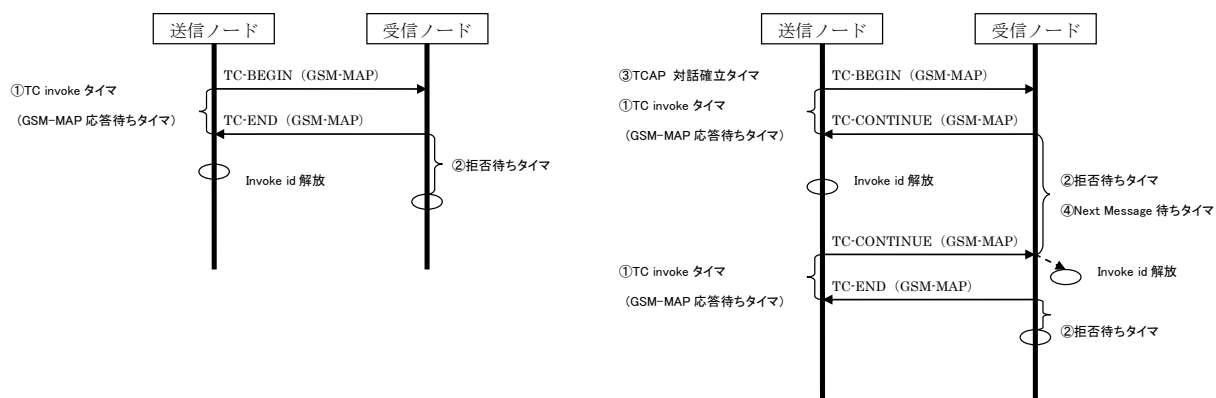 送信ノード
受信ノード
TC-BEGIN（GSM-MAP）
①TC invoke タイマ
（GSM-MAP 応答待ちタイマ）
TC-END（GSM-MAP）
②拒否待ちタイマ
Invoke id 解放
送信ノード
受信ノード
③TCAP 対話確立タイマ
TC-BEGIN（GSM-MAP）
①TC invoke タイマ
（GSM-MAP 応答待ちタイマ）
TC-CONTINUE（GSM-MAP）
Invoke id 解放
②拒否待ちタイマ
④Next Message 待ちタイマ
TC-CONTINUE（GSM-MAP）
①TC invoke タイマ
Invoke id 解放
（GSM-MAP 応答待ちタイマ）
TC-END（GSM-MAP）
②拒否待ちタイマ